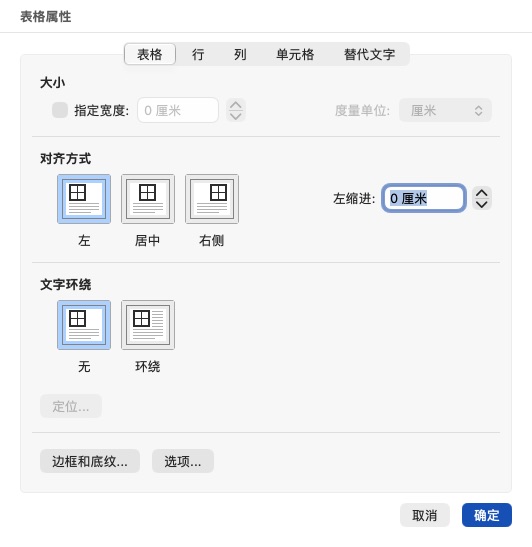 表格属性
表格 行 列 单元格 替代文字
大小
指定宽度: 0 厘米 度量单位: 厘米
对齐方式
左缩进: 0 厘米
左 居中 右侧
文字环绕
无 环绕
定位...
边框和底纹... 选项...
取消 确定